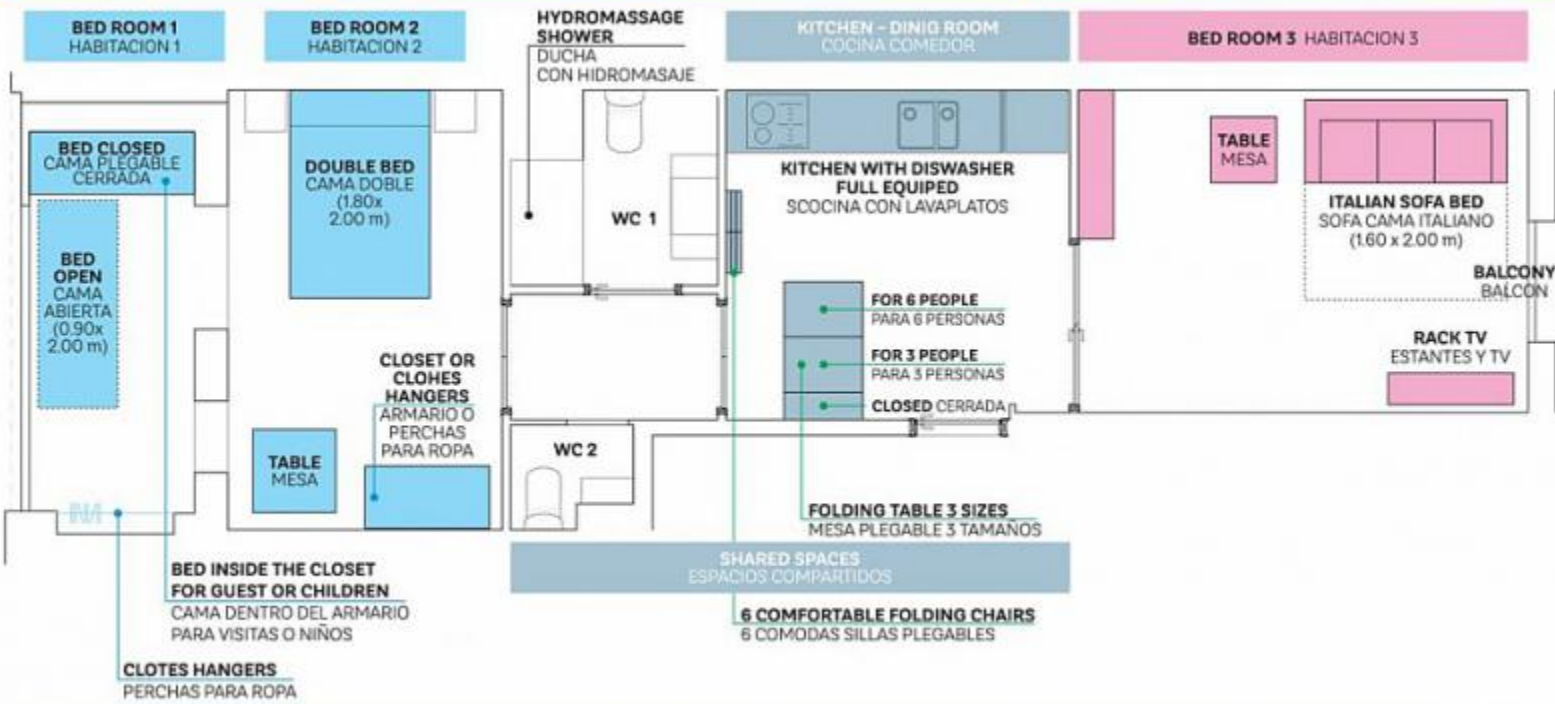 BED ROOM 1
HABITACION 1
BED ROOM 2
HABITACION 2
HYDROMASSAGE
SHOWER
DUCHA
CON HIDROMASAJE
KITCHEN - DINIG ROOM
COCINA COMEDOR
BED ROOM 3 HABITACION 3
BED CLOSED
CAMA PLEGABLE
CERRADA
BED
OPEN
CAMA
ABIERTA
(0.90x
2.00 m)
DOUBLE BED
CAMA DOBLE
(1.80x
2.00 m)
CLOSET OR
CLOHES
HANGERS
ARMARIO O
PERCHAS
PARA ROPA
TABLE
MESA
WC 1
WC 2
KITCHEN WITH DISWASHER
FULL EQUIPED
SCOCINA CON LAVAPLATOS
FOR 6 PEOPLE
PARA 6 PERSONAS
FOR 3 PEOPLE
PARA 3 PERSONAS
CLOSED CERRADA
TABLE
MESA
ITALIAN SOFA BED
SOFA CAMA ITALIANO
(1.60 x 2.00 m)
BALCONY
BALCON
RACK TV
ESTANTES Y TV
FOLDING TABLE 3 SIZES
MESA PLEGABLE 3 TAMAÑOS
SHARED SPACES
ESPACIOS COMPARTIDOS
BED INSIDE THE CLOSET
FOR GUEST OR CHILDREN
CAMA DENTRO DEL ARMARIO
PARA VISITAS O NIÑOS
6 COMFORTABLE FOLDING CHAIRS
6 COMODAS SILLAS PLEGABLES
CLOTES HANGERS
PERCHAS PARA ROPA